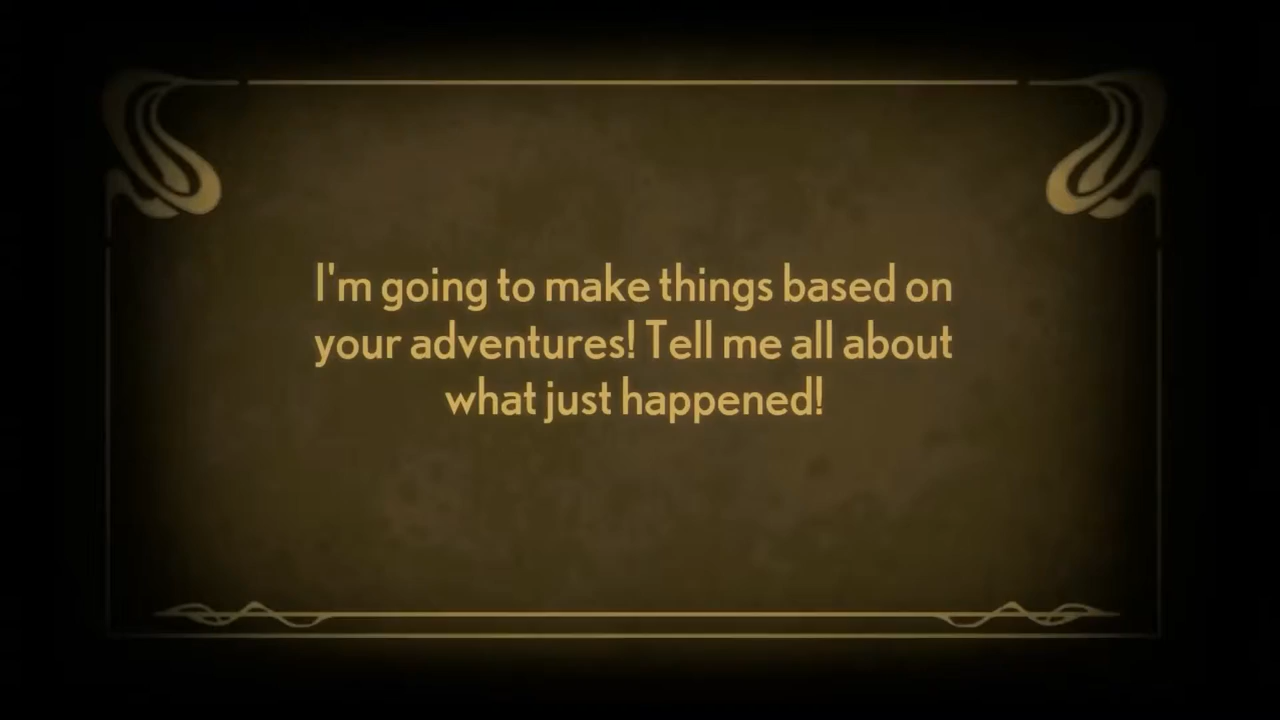 I'm going to make things based on
your adventures! Tell me all about
what just happened!